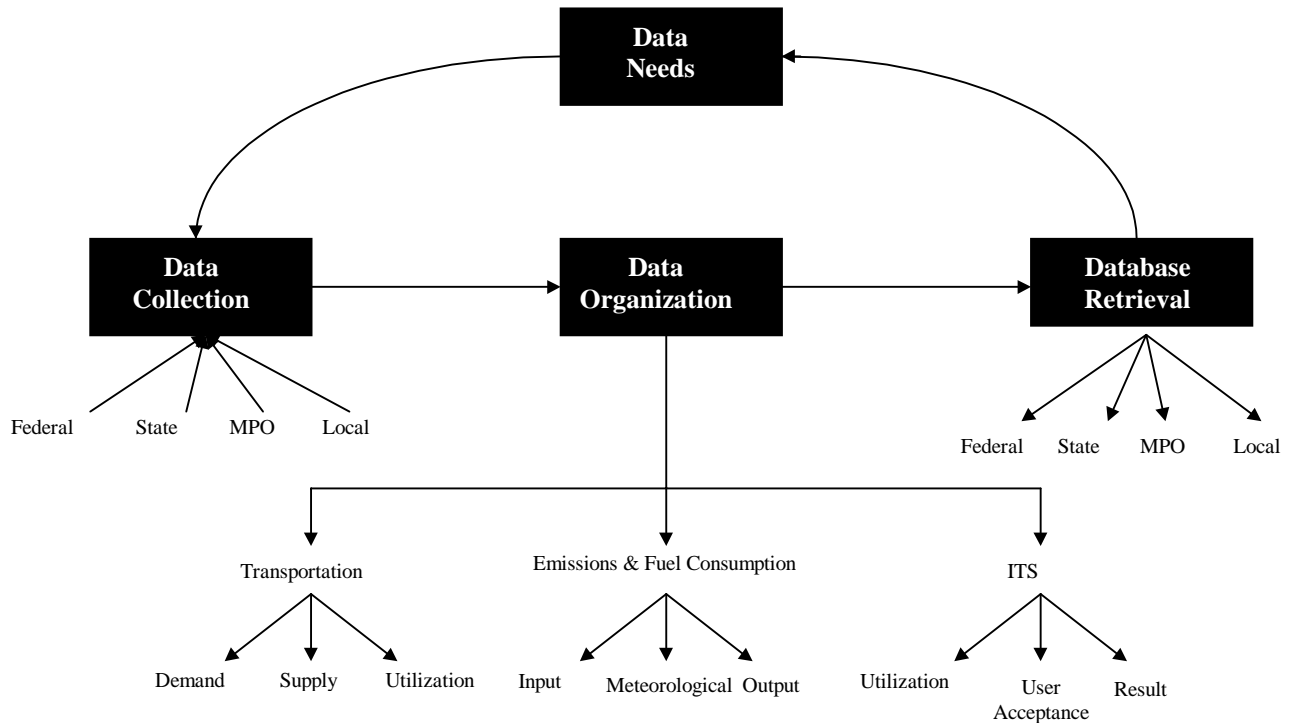 Data
Needs
Data
Collection
Data
Organization
Database
Retrieval
Federal
State
MPO
Local
Federal
State
MPO
Local
Transportation
Emissions & Fuel Consumption
ITS
Demand
Supply
Utilization
Input
Meteorological
Output
Utilization
User
Acceptance
Result